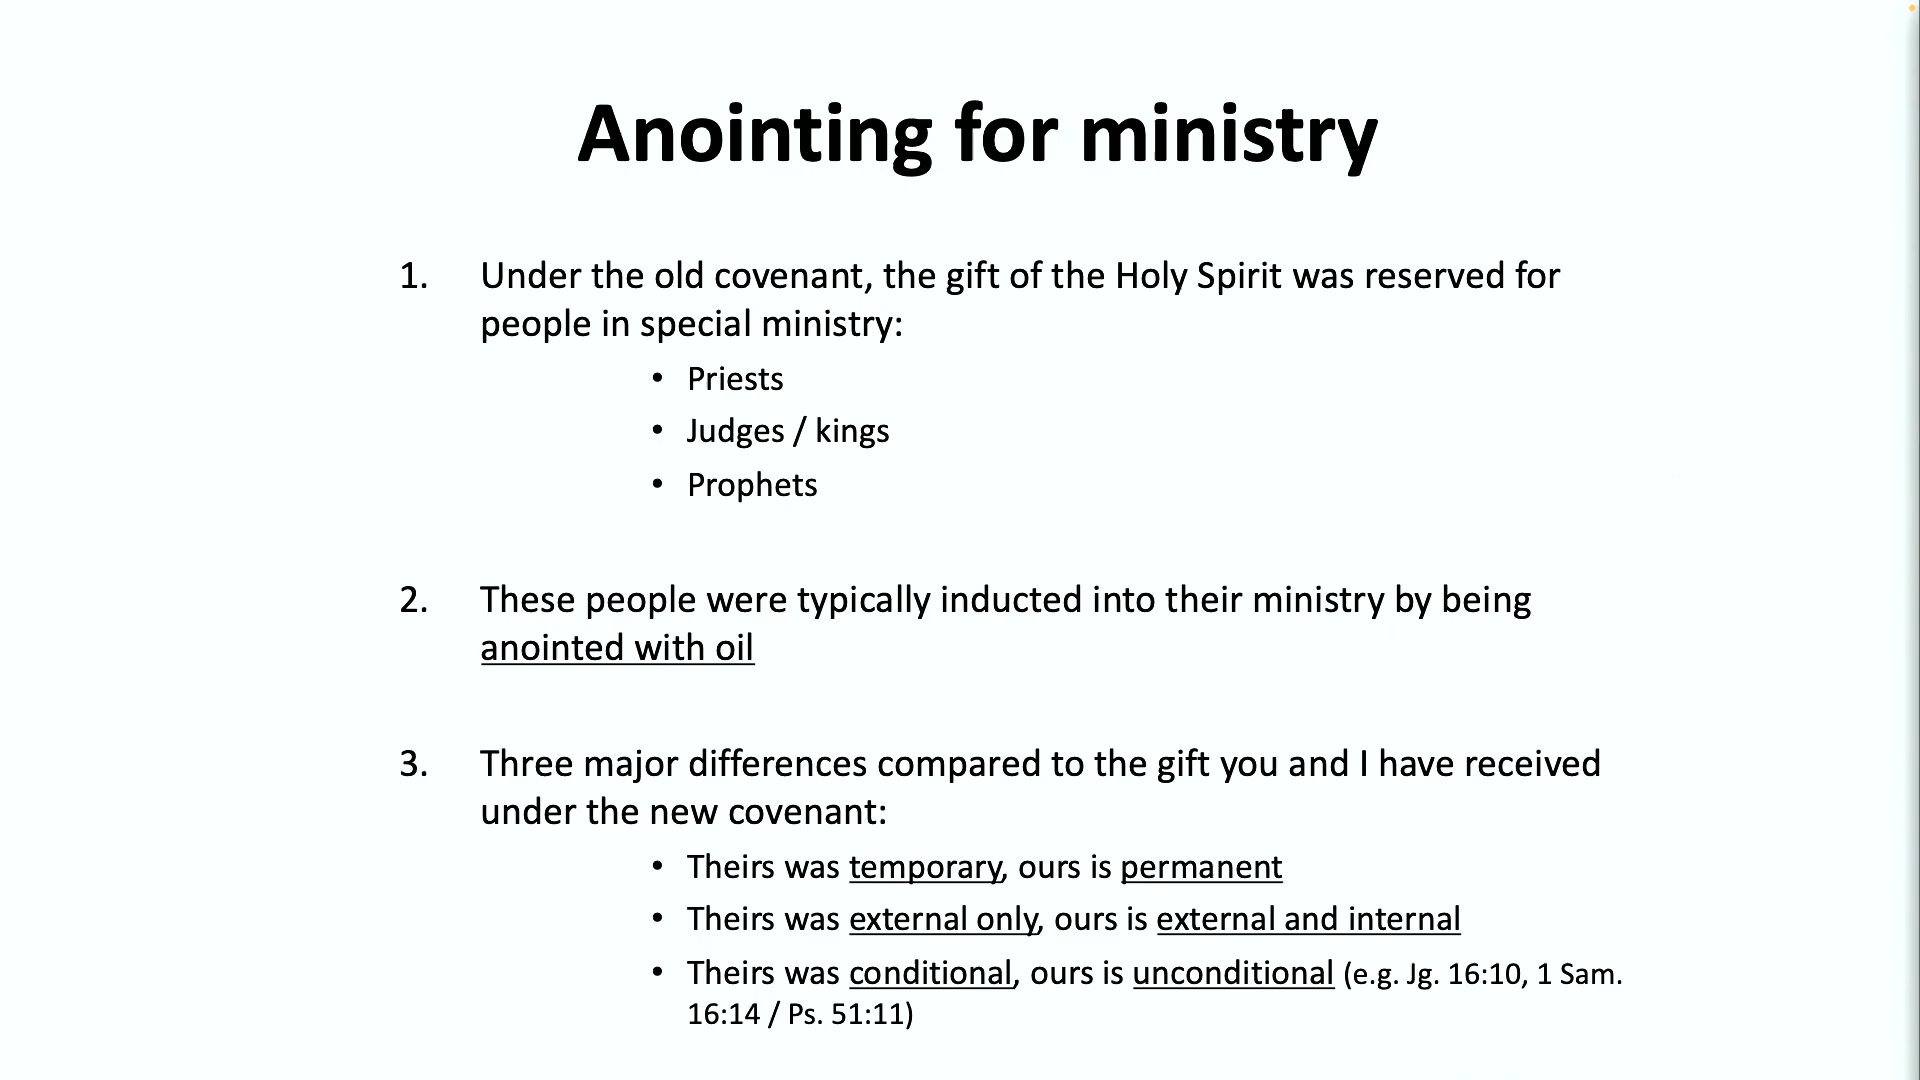 Anointing for ministry
1. Under the old covenant, the gift of the Holy Spirit was reserved for
people in special ministry:
• Priests
• Judges / kings
• Prophets
2. These people were typically inducted into their ministry by being
anointed with oil
3. Three major differences compared to the gift you and I have received
under the new covenant:
• Theirs was temporary, ours is permanent
• Theirs was external only, ours is external and internal
• Theirs was conditional, ours is unconditional (e.g. Jg. 16:10, 1 Sam.
16:14 / Ps. 51:11)